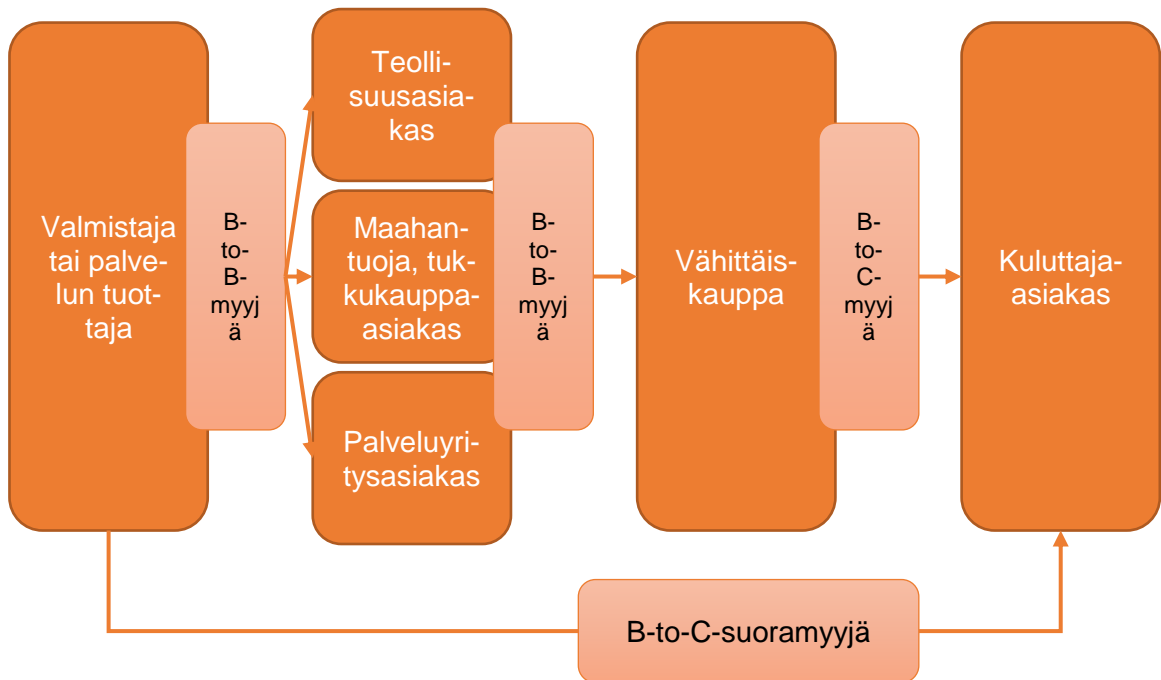 Valmistaja
tai palve-
lun tuot-
taja
B-
to-
B-
myyj
ä
Teolli-
suusasia-
kas
Maahan-
tuoja, tuk-
kukauppa-
asiakas
Palveluyri-
tysasiakas
B-
to-
B-
myyj
ä
Vähittäis-
kauppa
B-
to-
C-
myyj
ä
Kuluttaja-
asiakas
B-to-C-suoramyyjä